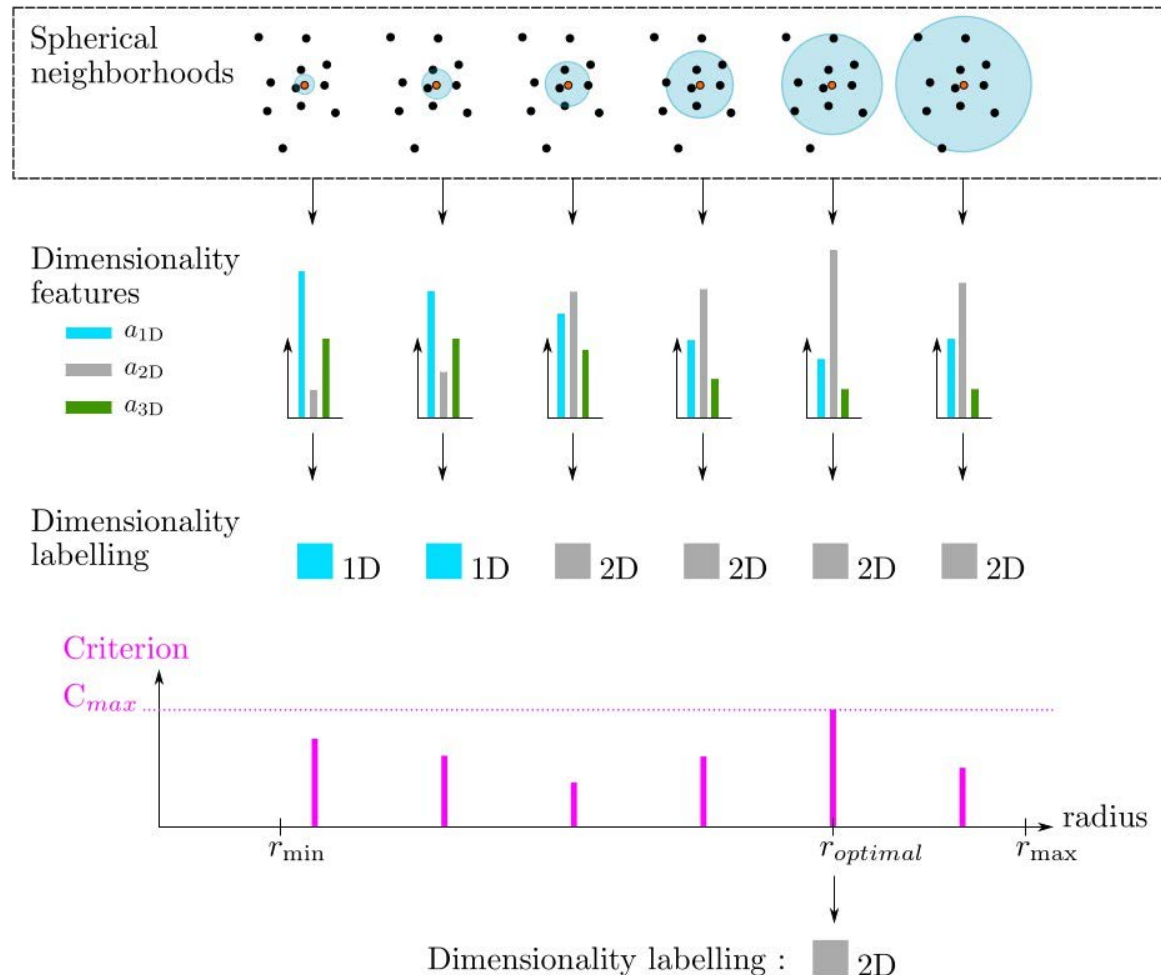 Spherical
neighborhoods
Dimensionality
features
a1D
a2D
a3D
Dimensionality
labelling
1D 1D 2D 2D 2D 2D
Criterion
Cmax
radius
rmin roptimal rmax
Dimensionality labelling : 2D